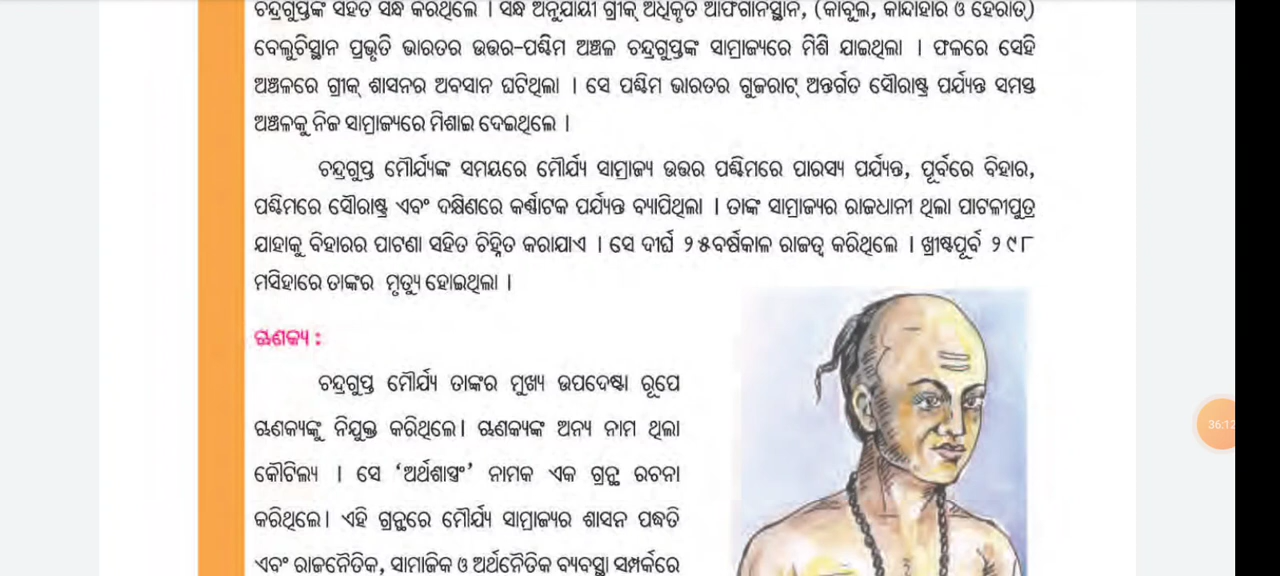 ଚନ୍ଦ୍ରଗୁପ୍ତଙ୍କ ସହିତ ସନ୍ଧି କରିଥିଲେ । ସନ୍ଧି ଅନୁଯାୟୀ ଗ୍ରୀକ୍ ଅଧିକୃତ ଆଫଗାନିସ୍ତାନ, (କାବୁଲ, କାନ୍ଦାହାର ଓ ହେରାଟ୍)
ବେଲୁଚିସ୍ତାନ ପ୍ରଭୃତି ଭାରତର ଉତ୍ତର-ପଶ୍ଚିମ ଅଞ୍ଚଳ ଚନ୍ଦ୍ରଗୁପ୍ତଙ୍କ ସାମ୍ରାଜ୍ୟରେ ମିଶି ଯାଇଥିଲା । ଫଳରେ ସେହି
ଅଞ୍ଚଳରେ ଗ୍ରୀକ୍ ଶାସନର ଅବସାନ ଘଟିଥିଲା । ସେ ପଶ୍ଚିମ ଭାରତର ଗୁଜରାଟ୍ ଅନ୍ତର୍ଗତ ସୌରାଷ୍ଟ୍ର ପର୍ଯ୍ୟନ୍ତ ସମସ୍ତ
ଅଞ୍ଚଳକୁ ନିଜ ସାମ୍ରାଜ୍ୟରେ ମିଶାଇ ଦେଇଥିଲେ ।
ଚନ୍ଦ୍ରଗୁପ୍ତ ମୌର୍ଯ୍ୟଙ୍କ ସମୟରେ ମୌର୍ଯ୍ୟ ସାମ୍ରାଜ୍ୟ ଉତ୍ତର ପଶ୍ଚିମରେ ପାରସ୍ୟ ପର୍ଯ୍ୟନ୍ତ, ପୂର୍ବରେ ବିହାର,
ପଶ୍ଚିମରେ ସୌରାଷ୍ଟ୍ର ଏବଂ ଦକ୍ଷିଣରେ କର୍ଣ୍ଣାଟକ ପର୍ଯ୍ୟନ୍ତ ବ୍ୟାପିଥିଲା । ତାଙ୍କ ସାମ୍ରାଜ୍ୟର ରାଜଧାନୀ ଥିଲା ପାଟଳୀପୁତ୍ର
ଯାହାକୁ ବିହାରର ପାଟଣା ସହିତ ଚିହ୍ନିତ କରାଯାଏ । ସେ ଦୀର୍ଘ ୨୫ବର୍ଷକାଳ ରାଜତ୍ୱ କରିଥିଲେ । ଖ୍ରୀଷ୍ଟପୂର୍ବ ୨୯୮
ମସିହାରେ ତାଙ୍କର ମୃତ୍ୟୁ ହୋଇଥିଲା ।
ଋଣକ୍ୟ :
ଚନ୍ଦ୍ରଗୁପ୍ତ ମୌର୍ଯ୍ୟ ତାଙ୍କର ମୁଖ୍ୟ ଉପଦେଷ୍ଟା ରୂପେ
ଋଣକ୍ୟଙ୍କୁ ନିଯୁକ୍ତ କରିଥିଲେ। ଋଣକ୍ୟଙ୍କ ଅନ୍ୟ ନାମ ଥିଲା
କୌଟିଲ୍ୟ । ସେ ‘ଅର୍ଥଶାସ୍ତ୍ରଂ’ ନାମକ ଏକ ଗ୍ରନ୍ଥ ରଚନା
କରିଥିଲେ। ଏହି ଗ୍ରନ୍ଥରେ ମୌର୍ଯ୍ୟ ସାମ୍ରାଜ୍ୟର ଶାସନ ପଦ୍ଧତି
ଏବଂ ରାଜନୈତିକ, ସାମାଜିକ ଓ ଅର୍ଥନୈତିକ ବ୍ୟବସ୍ଥା ସମ୍ପର୍କରେ
36:12